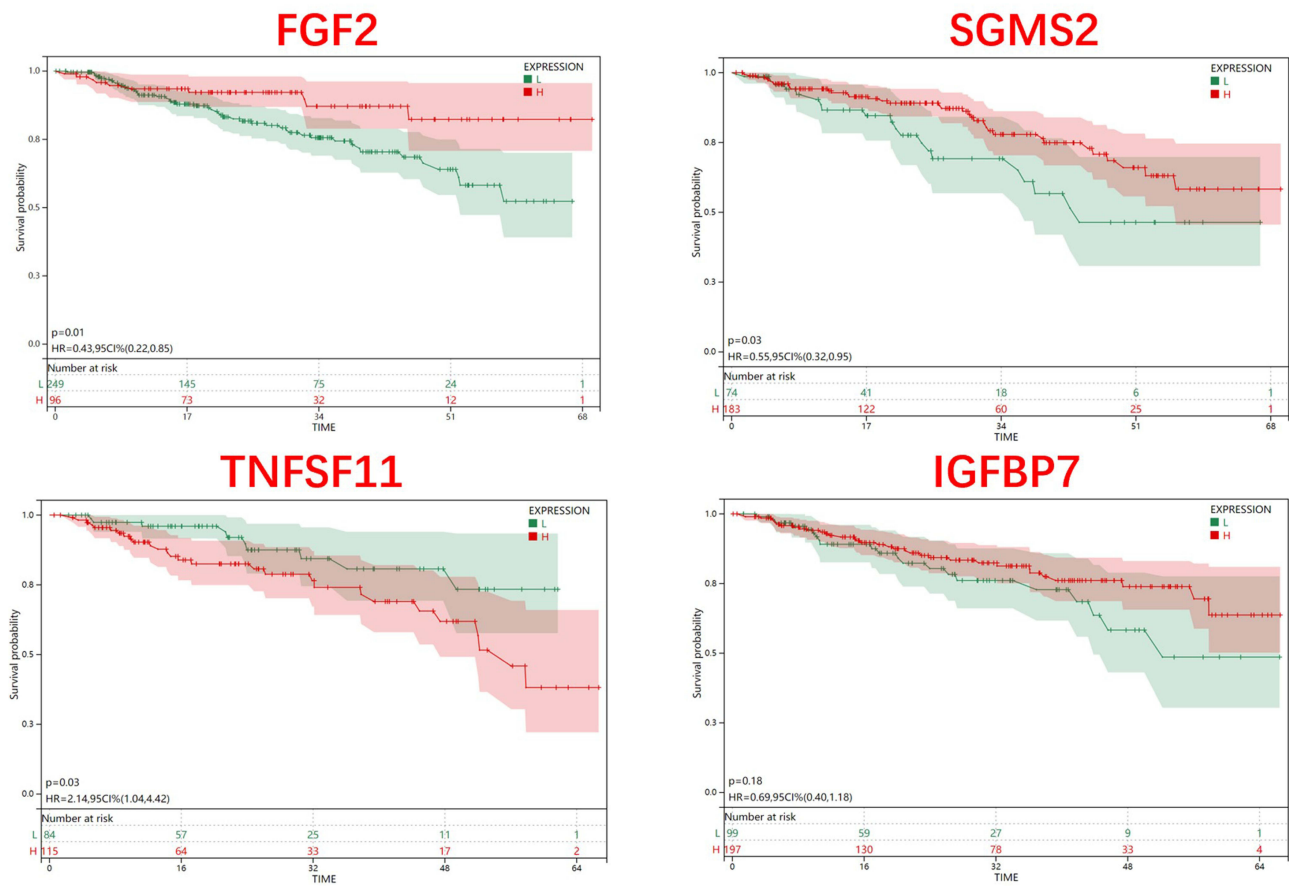 FGF2
EXPRESSION
L
H
1.0
0.8
0.5
0.3
0.0
Survival probability
p=0.01
HR=0.43,95CI%(0.22,0.85)
Number at risk
L 249 145 75 24 1
H 96 73 32 12 1
0 17 34 51 68
TIME
SGMS2
EXPRESSION
L
H
1.0
0.8
0.5
0.3
0.0
Survival probability
p=0.03
HR=0.55,95CI%(0.32,0.95)
Number at risk
L 74 41 18 6 1
H 183 122 60 25 1
0 17 34 51 68
TIME
TNFSF11
EXPRESSION
L
H
1.0
0.8
0.5
0.3
0.0
Survival probability
p=0.03
HR=2.14,95CI%(1.04,4.42)
Number at risk
L 84 57 25 11 1
H 115 64 33 17 2
0 16 32 48 64
TIME
IGFBP7
EXPRESSION
L
H
1.0
0.8
0.5
0.3
0.0
Survival probability
p=0.18
HR=0.69,95CI%(0.40,1.18)
Number at risk
L 99 59 27 9 1
H 197 130 78 33 4
0 16 32 48 64
TIME